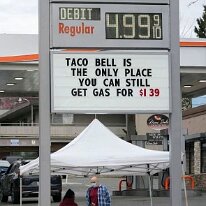 DEBIT
Regular 4.99 9/10
TACO BELL IS
THE ONLY PLACE
YOU CAN STILL
GET GAS FOR $1.39